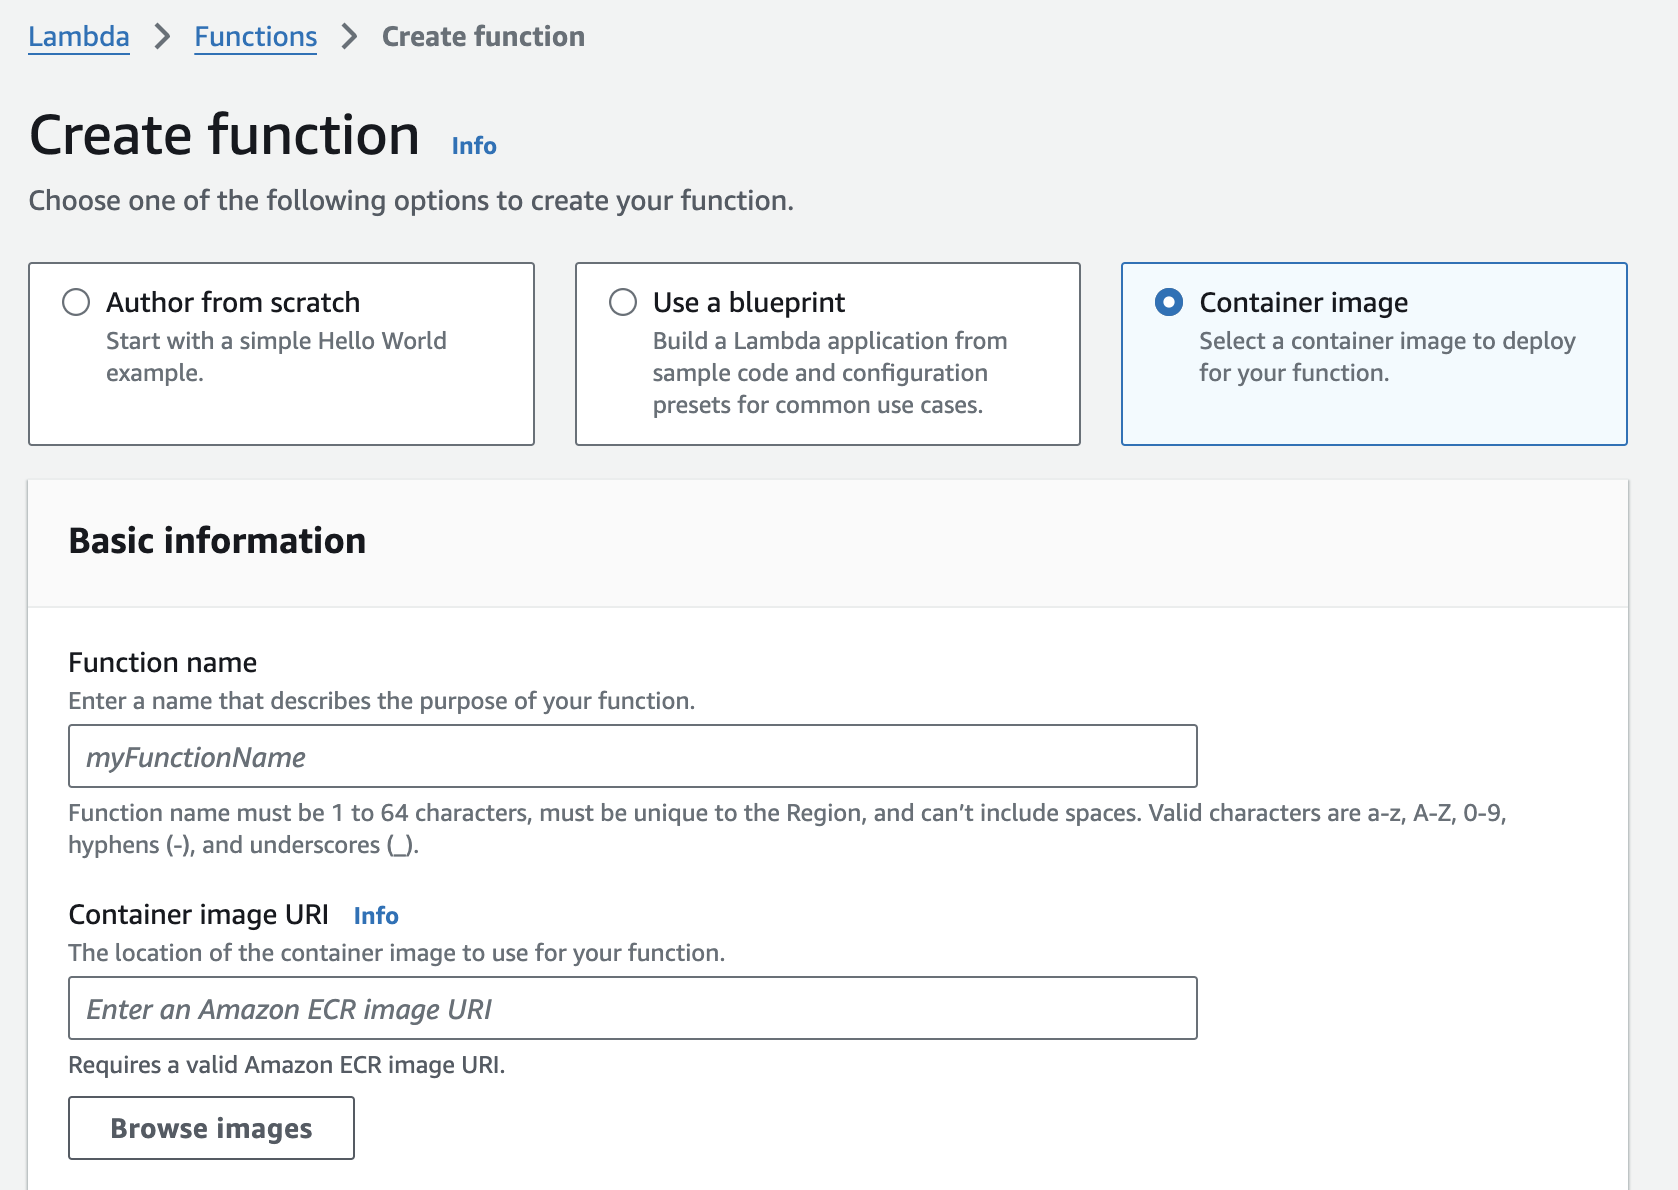 Lambda > Functions > Create function
Create function Info
Choose one of the following options to create your function.
Author from scratch
Start with a simple Hello World
example.
Use a blueprint
Build a Lambda application from
sample code and configuration
presets for common use cases.
Container image
Select a container image to deploy
for your function.
Basic information
Function name
Enter a name that describes the purpose of your function.
myFunctionName
Function name must be 1 to 64 characters, must be unique to the Region, and can’t include spaces. Valid characters are a-z, A-Z, 0-9,
hyphens (-), and underscores (_).
Container image URI Info
The location of the container image to use for your function.
Enter an Amazon ECR image URI
Requires a valid Amazon ECR image URI.
Browse images